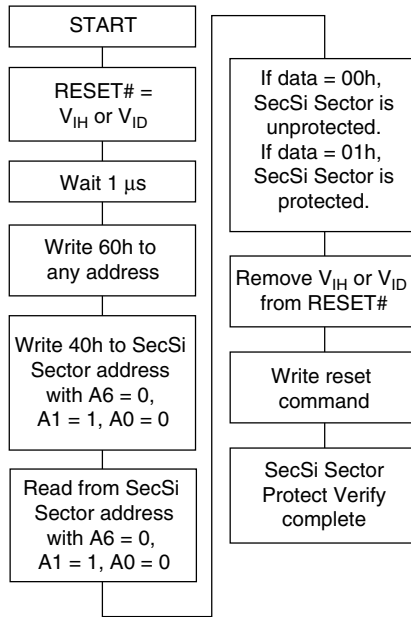 START
RESET# =
V_IH or V_ID
Wait 1 μs
Write 60h to
any address
Write 40h to SecSi
Sector address
with A6 = 0,
A1 = 1, A0 = 0
Read from SecSi
Sector address
with A6 = 0,
A1 = 1, A0 = 0
If data = 00h,
SecSi Sector is
unprotected.
If data = 01h,
SecSi Sector is
protected.
Remove V_IH or V_ID
from RESET#
Write reset
command
SecSi Sector
Protect Verify
complete